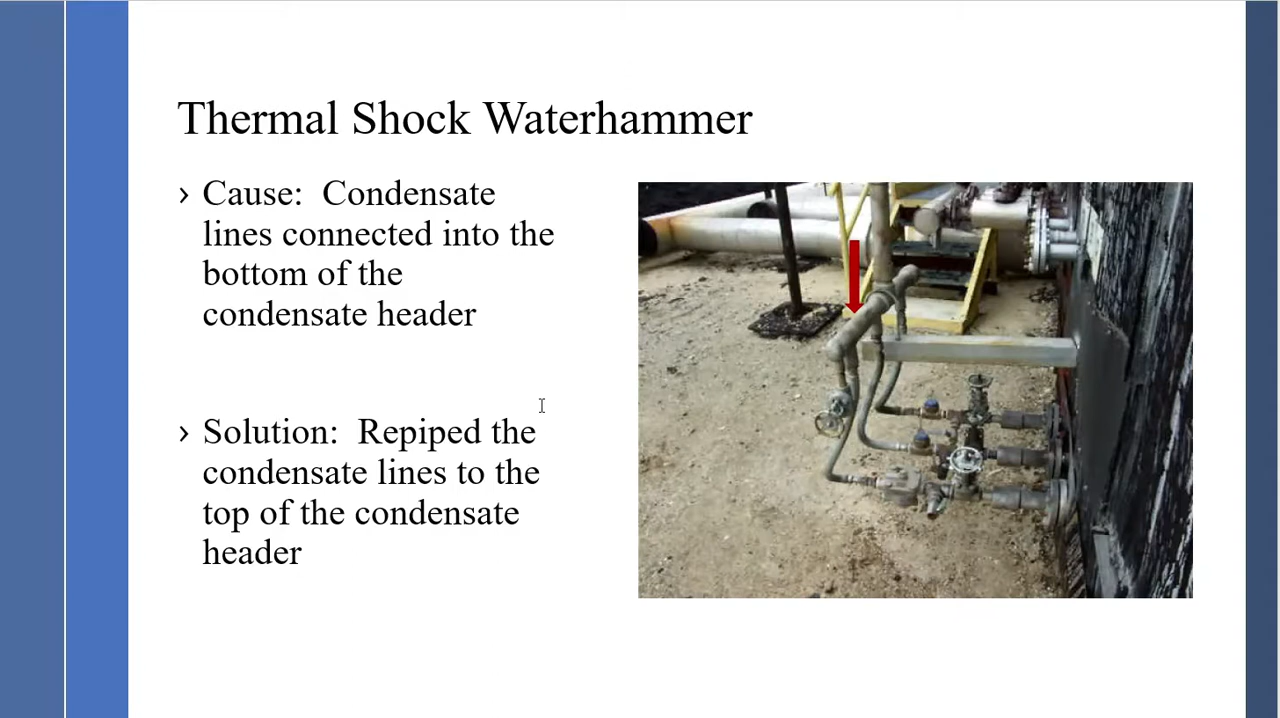 Thermal Shock Waterhammer
› Cause:  Condensate
lines connected into the
bottom of the
condensate header
› Solution:  Repiped the
condensate lines to the
top of the condensate
header